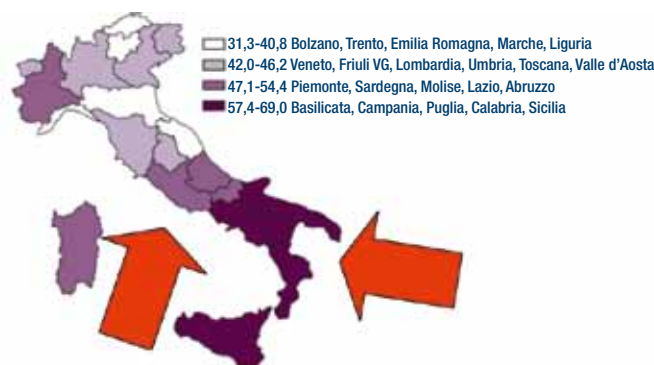 31,3-40,8 Bolzano, Trento, Emilia Romagna, Marche, Liguria
42,0-46,2 Veneto, Friuli VG, Lombardia, Umbria, Toscana, Valle d'Aosta
47,1-54,4 Piemonte, Sardegna, Molise, Lazio, Abruzzo
57,4-69,0 Basilicata, Campania, Puglia, Calabria, Sicilia